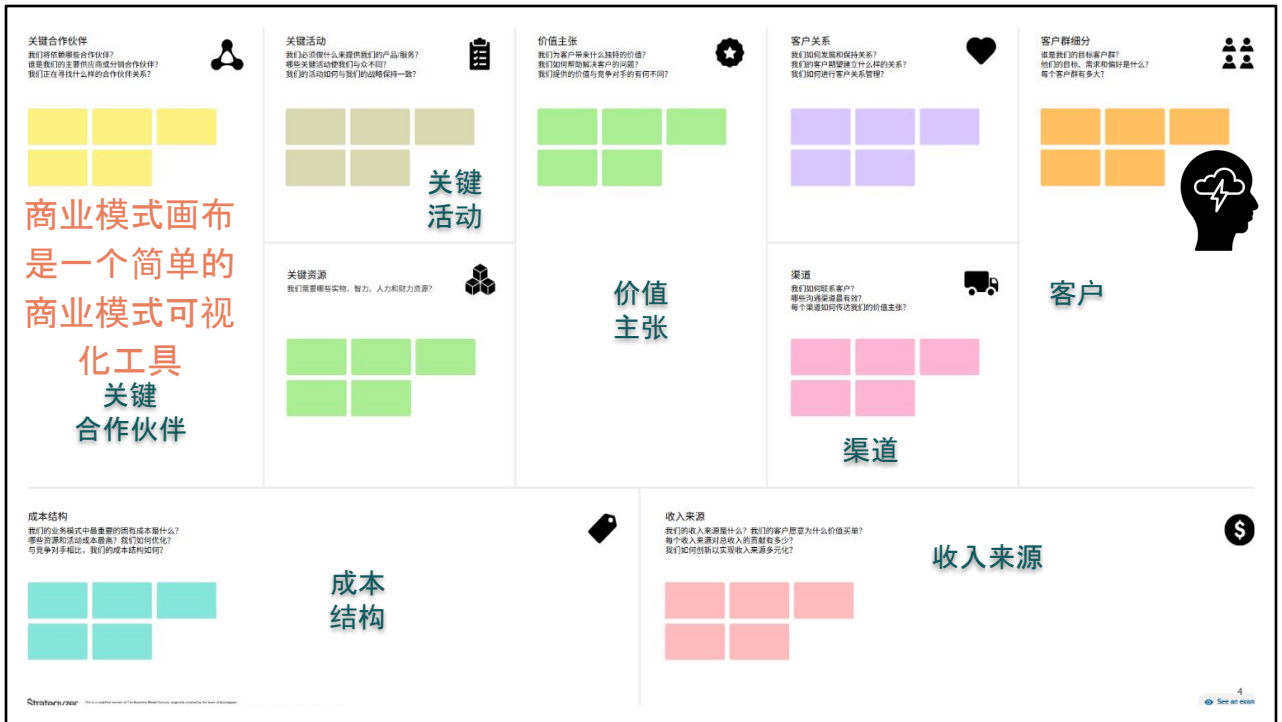 关键合作伙伴
我们将依赖哪些合作伙伴?
谁是我们的主要供应商或分销合作伙伴?
我们正在寻找什么样的合作伙伴关系?
商业模式画布
是一个简单的
商业模式可视
化工具
关键
合作伙伴
关键活动
我们必须做什么来提供我们的产品/服务?
哪些关键活动使我们与众不同?
我们的活动如何与我们的战略保持一致?
关键
活动
关键资源
我们需要哪些实物、智力、人力和财力资源?
价值主张
我们为客户带来什么独特的价值?
我们如何帮助解决客户的问题?
我们提供的价值与竞争对手的有何不同?
价值
主张
客户关系
我们如何发展和保持关系?
我们的客户期望建立什么样的关系?
我们如何进行客户关系管理?
渠道
我们如何联系客户?
哪些沟通渠道最有效?
每个渠道如何传达我们的价值主张?
渠道
客户群细分
谁是我们的目标客户群?
他们的目标、需求和偏好是什么?
每个客户群有多大?
客户
成本结构
我们的业务模式中最重要的固有成本是什么?
哪些资源和活动成本最高? 我们如何优化?
与竞争对手相比, 我们的成本结构如何?
成本
结构
收入来源
我们的收入来源是什么? 我们的客户愿意为什么价值买单?
每个收入来源对总收入的贡献有多少?
我们如何创新以实现收入来源多元化?
收入来源
Strategyzer
This is a modified version of The Business Model Canvas, originally created by the team at Strategyzer.
4
See an exam